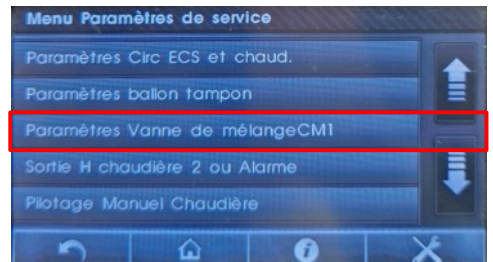 Menu Paramètres de service
Paramètres Circ ECS et chaud.
Paramètres ballon tampon
Paramètres Vanne de mélangeCM1
Sortie H chaudière 2 ou Alarme
Pilotage Manuel Chaudière